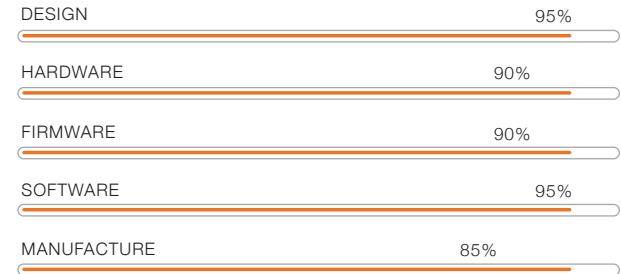 DESIGN 95%
HARDWARE 90%
FIRMWARE 90%
SOFTWARE 95%
MANUFACTURE 85%